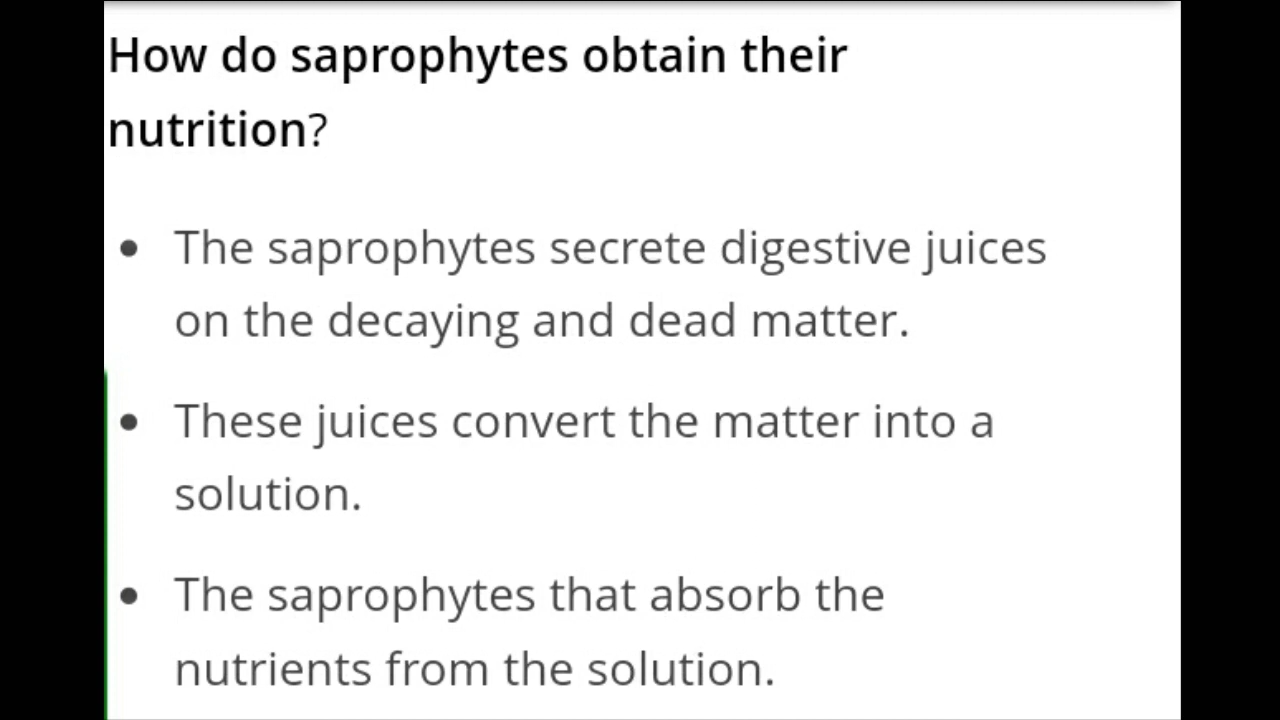 How do saprophytes obtain their
nutrition?
• The saprophytes secrete digestive juices
on the decaying and dead matter.
• These juices convert the matter into a
solution.
• The saprophytes that absorb the
nutrients from the solution.